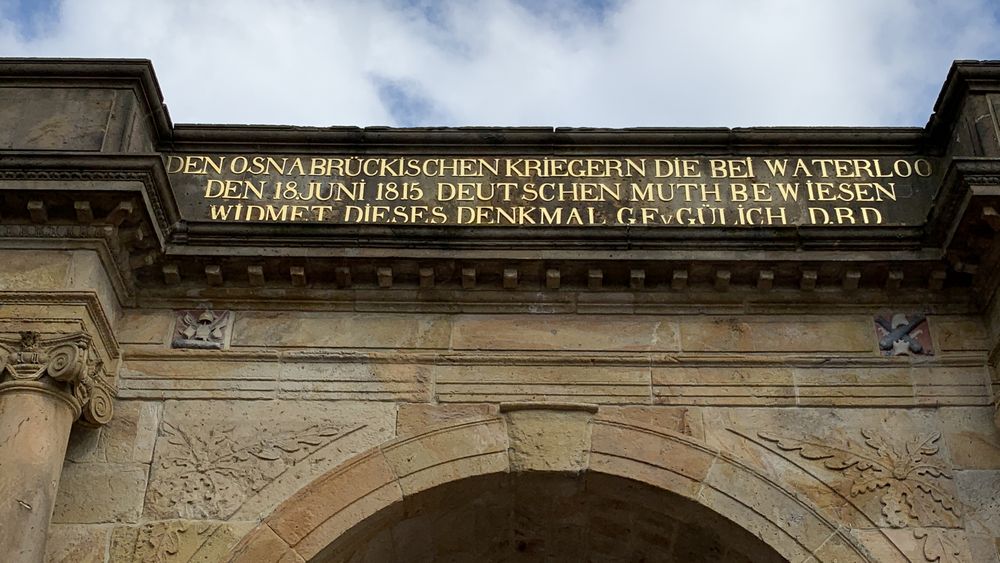 DEN OSNABRÜCKISCHEN KRIEGERN DIE BEI WATERLOO
DEN 18.JUNI 1815 DEUTSCHEN MUTH BEWIESEN
WIDMET DIESES DENKMAL G.F.v.GÜLICH D.R.D.